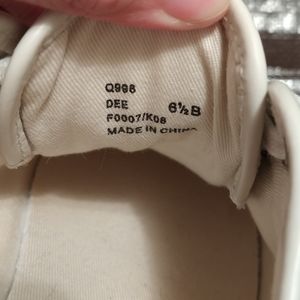 Q996
DEE 6½B
F0007/K08
MADE IN CHINA